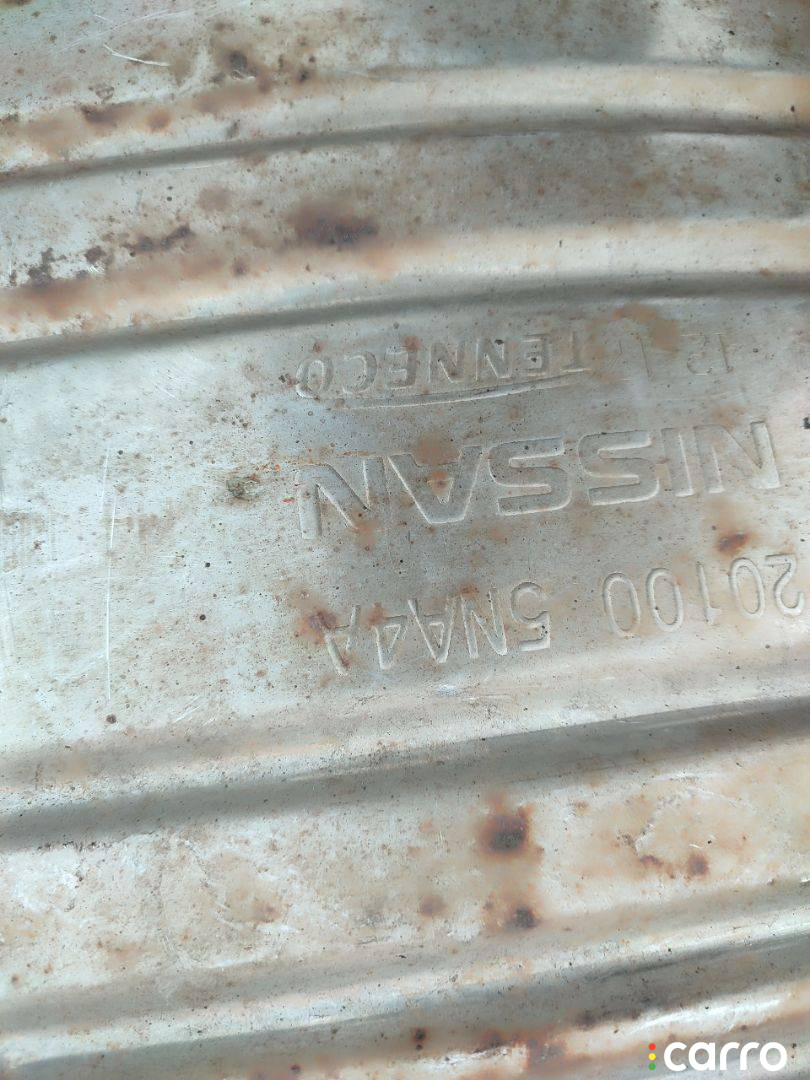 20100 5NA4A
NISSAN
12 TENNECO
carro